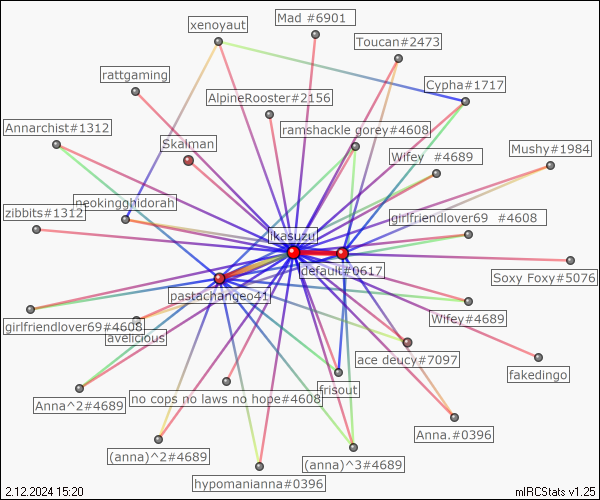 Mad #6901
xenoyaut
Toucan#2473
rattgaming
Cypha#1717
AlpineRooster#2156
Annarchist#1312
ramshackle gorey#4608
Skalman
Wifey_ #4689
Mushy#1984
neokingghidorah
zibbits#1312
girlfriendlover69_ #4608
ikasuzu
default#0617
Soxy Foxy#5076
pastachangeo41
Wifey#4689
girlfriendlover69#4608
avelicious
ace deucy#7097
fakedingo
frisout
no cops no laws no hope#4608
Anna^2#4689
Anna.#0396
(anna)^2#4689
(anna)^3#4689
hypomanianna#0396
2.12.2024 15:20
mIRCStats v1.25